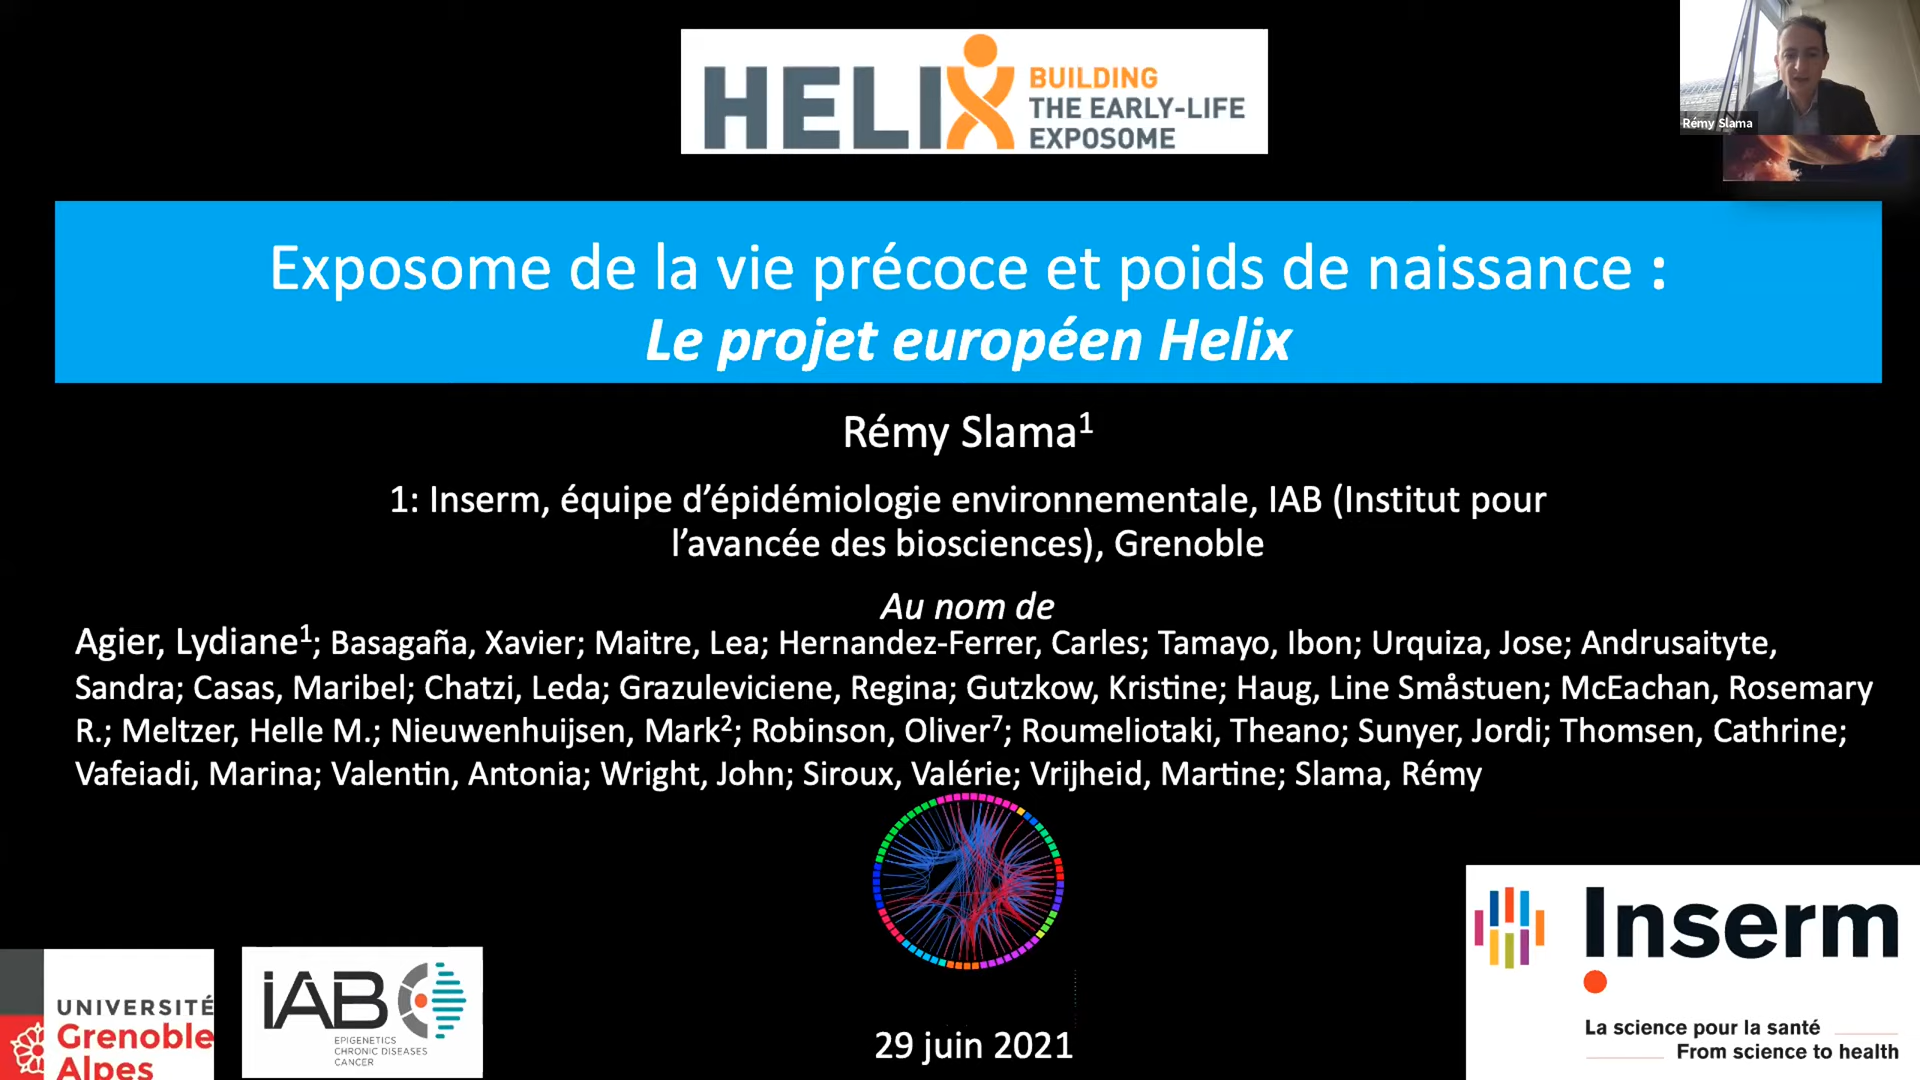 HELIX
BUILDING
THE EARLY-LIFE
EXPOSOME
Rémy Slama
Exposome de la vie précoce et poids de naissance :
Le projet européen Helix
Rémy Slama¹
1: Inserm, équipe d’épidémiologie environnementale, IAB (Institut pour
l’avancée des biosciences), Grenoble
Au nom de
Agier, Lydiane¹; Basagaña, Xavier; Maitre, Lea; Hernandez-Ferrer, Carles; Tamayo, Ibon; Urquiza, Jose; Andrusaityte,
Sandra; Casas, Maribel; Chatzi, Leda; Grazuleviciene, Regina; Gutzkow, Kristine; Haug, Line Småstuen; McEachan, Rosemary
R.; Meltzer, Helle M.; Nieuwenhuijsen, Mark²; Robinson, Oliver⁷; Roumeliotaki, Theano; Sunyer, Jordi; Thomsen, Cathrine;
Vafeiadi, Marina; Valentin, Antonia; Wright, John; Siroux, Valérie; Vrijheid, Martine; Slama, Rémy
UNIVERSITÉ
Grenoble
Alpes
iAB
EPIGENETICS
CHRONIC DISEASES
CANCER
29 juin 2021
Inserm
La science pour la santé
From science to health